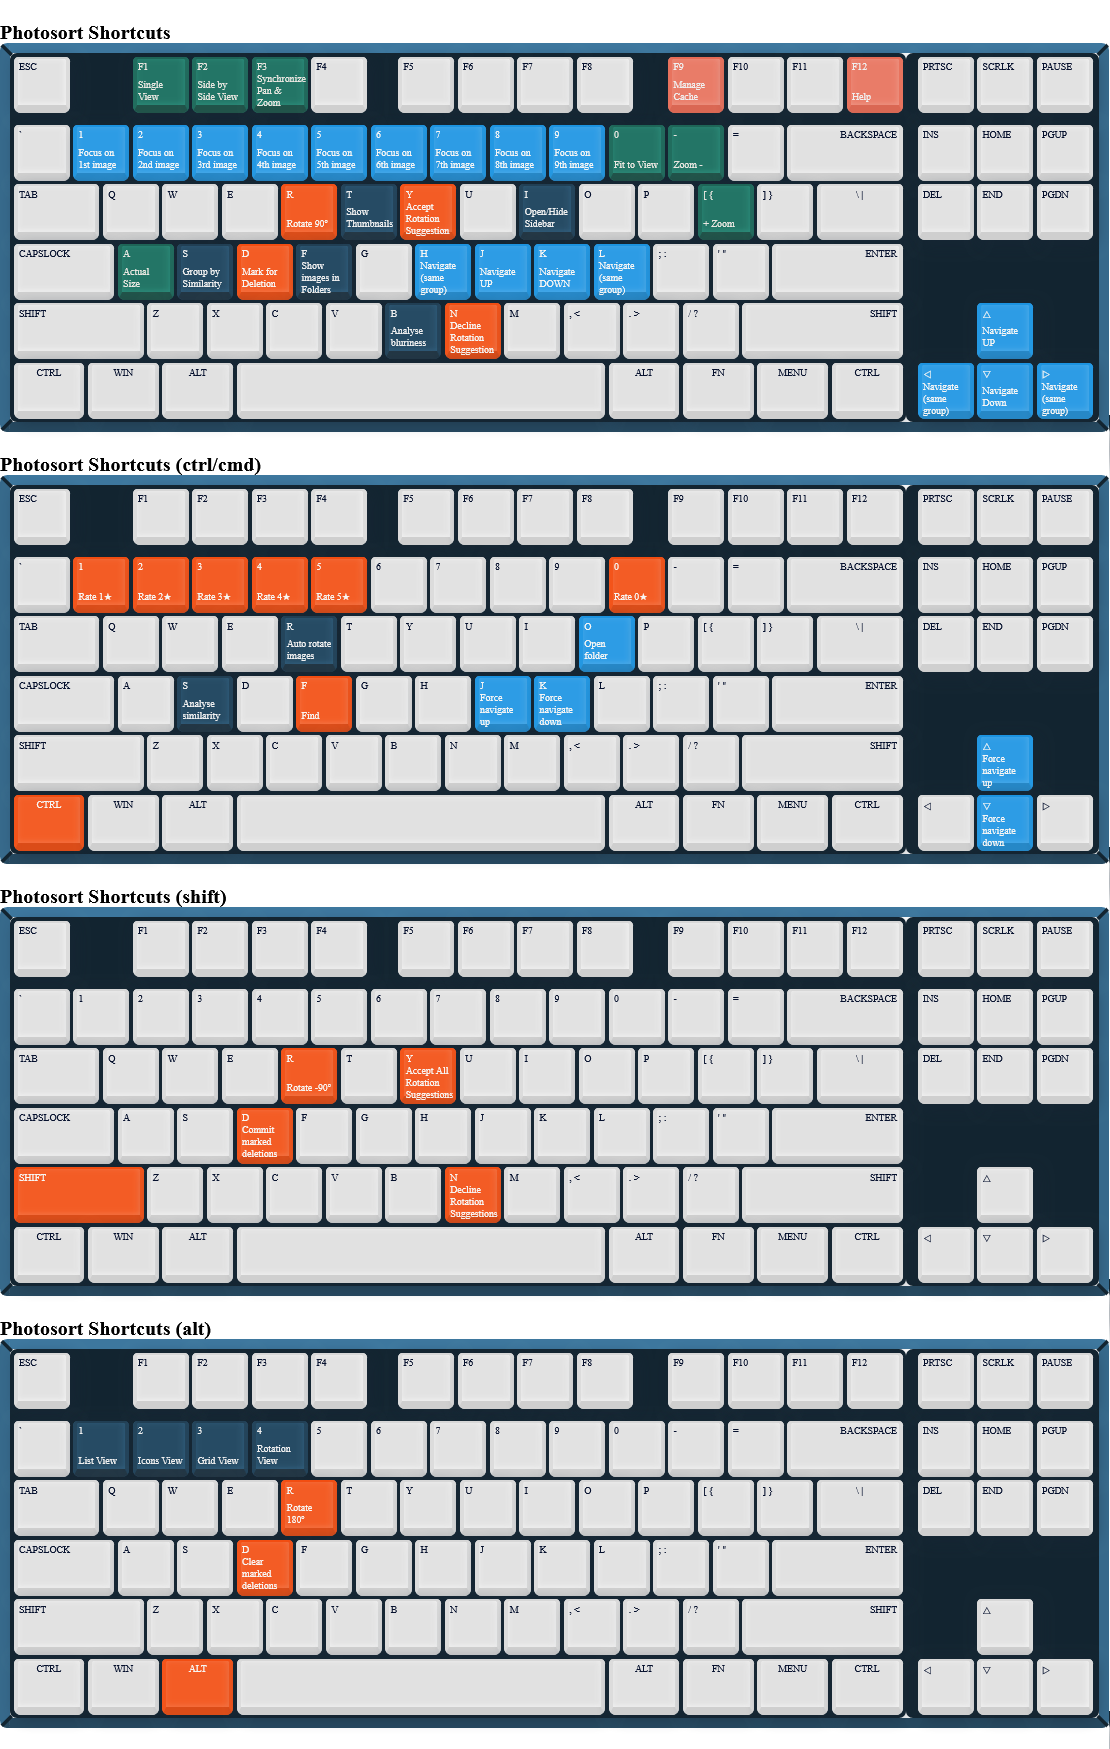 Photosort Shortcuts
ESC F1 F2 F3 F4 F5 F6 F7 F8 F9 F10 F11 F12 PRTSC SCRLK PAUSE
Single View
Side by Side View
Synchronize Pan & Zoom
Manage Cache
Help
` 1 2 3 4 5 6 7 8 9 0 - = BACKSPACE INS HOME PGUP
Focus on 1st image
Focus on 2nd image
Focus on 3rd image
Focus on 4th image
Focus on 5th image
Focus on 6th image
Focus on 7th image
Focus on 8th image
Focus on 9th image
Fit to View
Zoom -
TAB Q W E R T Y U I O P [ { ] } \ | DEL END PGDN
Rotate 90°
Show Thumbnails
Accept Rotation Suggestion
Open/Hide Sidebar
+ Zoom
CAPSLOCK A S D F G H J K L ; : ' " ENTER
Actual Size
Group by Similarity
Mark for Deletion
Show images in Folders
Navigate (same group)
Navigate UP
Navigate DOWN
Navigate (same group)
SHIFT Z X C V B N M , < . > / ? SHIFT △
Analyse bluriness
Decline Rotation Suggestion
Navigate UP
CTRL WIN ALT ALT FN MENU CTRL ◁ ▽ ▷
Navigate (same group)
Navigate Down
Navigate (same group)
Photosort Shortcuts (ctrl/cmd)
ESC F1 F2 F3 F4 F5 F6 F7 F8 F9 F10 F11 F12 PRTSC SCRLK PAUSE
` 1 2 3 4 5 6 7 8 9 0 - = BACKSPACE INS HOME PGUP
Rate 1★
Rate 2★
Rate 3★
Rate 4★
Rate 5★
Rate 0★
TAB Q W E R T Y U I O P [ { ] } \ | DEL END PGDN
Auto rotate images
Open folder
CAPSLOCK A S D F G H J K L ; : ' " ENTER
Analyse similarity
Find
Force navigate up
Force navigate down
SHIFT Z X C V B N M , < . > / ? SHIFT △
Force navigate up
CTRL WIN ALT ALT FN MENU CTRL ◁ ▽ ▷
Force navigate down
Photosort Shortcuts (shift)
ESC F1 F2 F3 F4 F5 F6 F7 F8 F9 F10 F11 F12 PRTSC SCRLK PAUSE
` 1 2 3 4 5 6 7 8 9 0 - = BACKSPACE INS HOME PGUP
TAB Q W E R T Y U I O P [ { ] } \ | DEL END PGDN
Rotate -90°
Accept All Rotation Suggestions
CAPSLOCK A S D F G H J K L ; : ' " ENTER
Commit marked deletions
SHIFT Z X C V B N M , < . > / ? SHIFT △
Decline Rotation Suggestions
CTRL WIN ALT ALT FN MENU CTRL ◁ ▽ ▷
Photosort Shortcuts (alt)
ESC F1 F2 F3 F4 F5 F6 F7 F8 F9 F10 F11 F12 PRTSC SCRLK PAUSE
` 1 2 3 4 5 6 7 8 9 0 - = BACKSPACE INS HOME PGUP
List View
Icons View
Grid View
Rotation View
TAB Q W E R T Y U I O P [ { ] } \ | DEL END PGDN
Rotate 180°
CAPSLOCK A S D F G H J K L ; : ' " ENTER
Clear marked deletions
SHIFT Z X C V B N M , < . > / ? SHIFT △
CTRL WIN ALT ALT FN MENU CTRL ◁ ▽ ▷